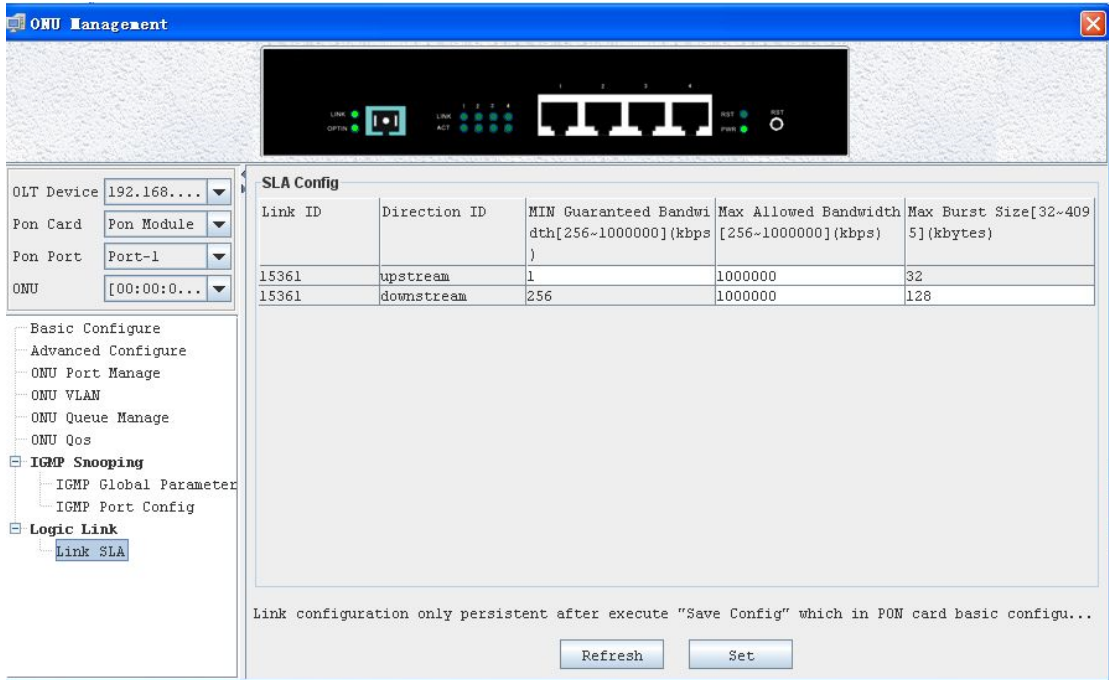 ONU Management
1 2 3 4
LINK
OPTIN
1 2 3 4
LINK
ACT
RST
PWR
RST
OLT Device 192.168....
Pon Card Pon Module
Pon Port Port-1
ONU [00:00:0...
Basic Configure
Advanced Configure
ONU Port Manage
ONU VLAN
ONU Queue Manage
ONU Qos
IGMP Snooping
IGMP Global Parameter
IGMP Port Config
Logic Link
Link SLA
SLA Config
Link ID Direction ID MIN Guaranteed Bandwi Max Allowed Bandwidth Max Burst Size[32~409
dth[256~1000000](kbps [256~1000000](kbps) 5](kbytes)
)
15361 upstream 1 1000000 32
15361 downstream 256 1000000 128
Link configuration only persistent after execute "Save Config" which in PON card basic configu...
Refresh Set